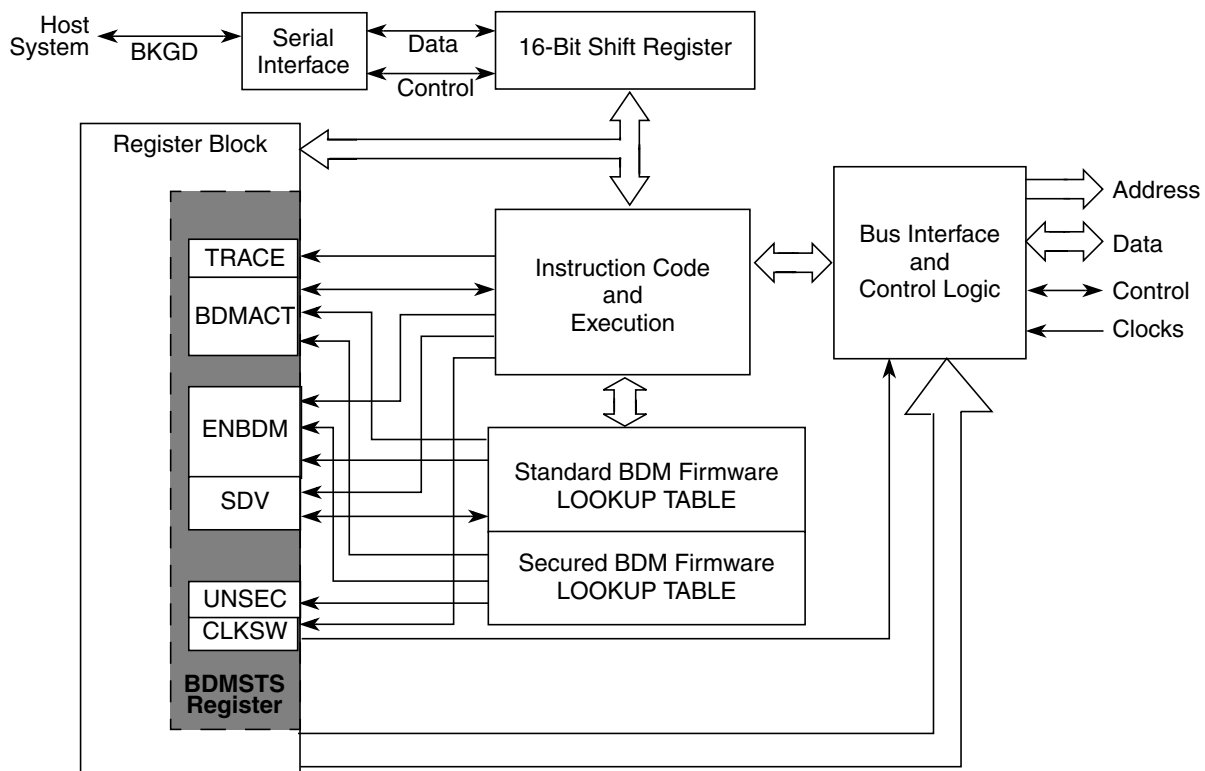 Host
System
BKGD
Serial
Interface
Data
Control
16-Bit Shift Register
Register Block
TRACE
BDMACT
ENBDM
SDV
UNSEC
CLKSW
BDMSTS
Register
Instruction Code
and
Execution
Standard BDM Firmware
LOOKUP TABLE
Secured BDM Firmware
LOOKUP TABLE
Bus Interface
and
Control Logic
Address
Data
Control
Clocks